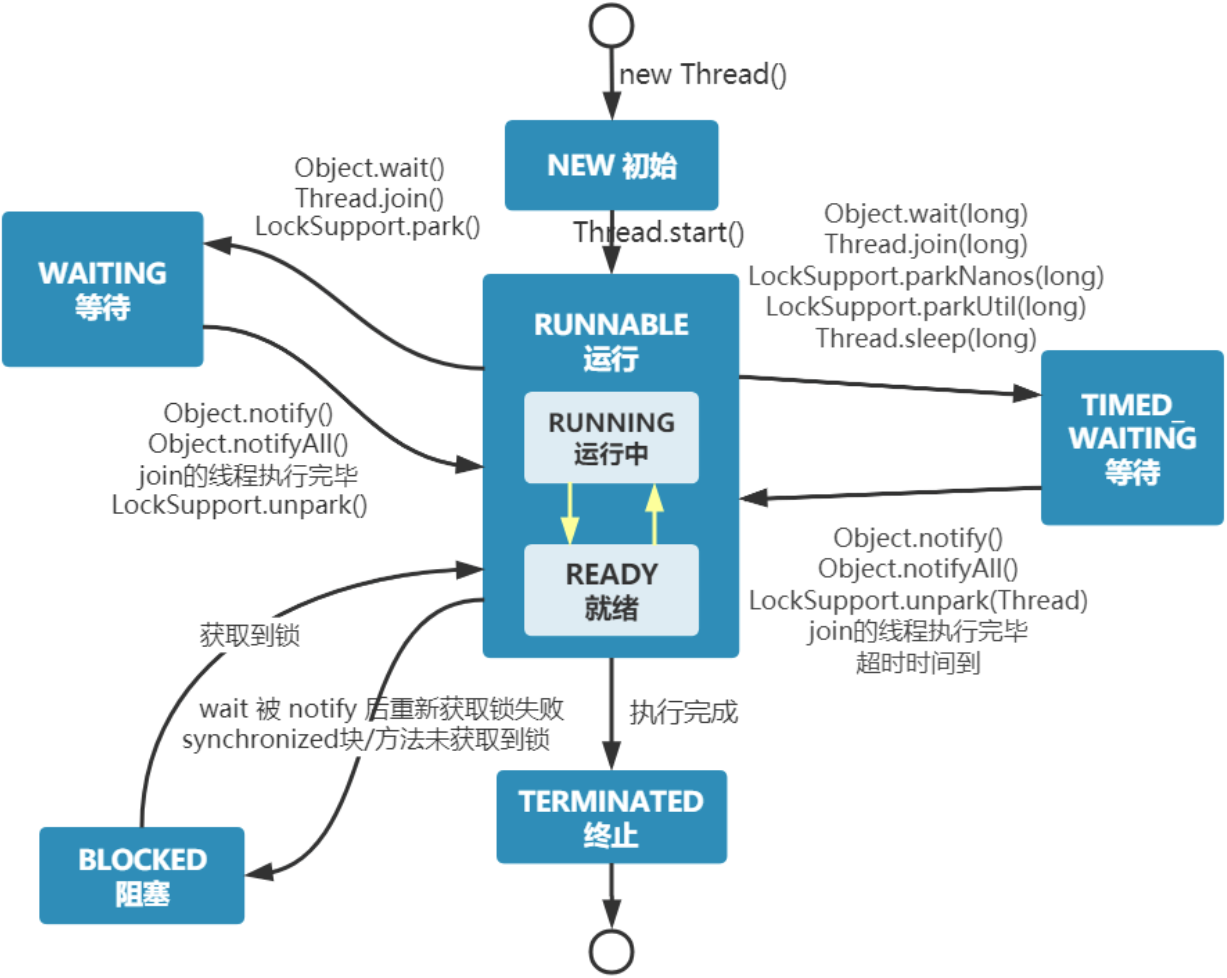 new Thread()
NEW 初始
Thread.start()
Object.wait()
Thread.join()
LockSupport.park()
WAITING
等待
Object.notify()
Object.notifyAll()
join的线程执行完毕
LockSupport.unpark()
RUNNABLE
运行
RUNNING
运行中
READY
就绪
Object.wait(long)
Thread.join(long)
LockSupport.parkNanos(long)
LockSupport.parkUtil(long)
Thread.sleep(long)
TIMED_
WAITING
等待
Object.notify()
Object.notifyAll()
LockSupport.unpark(Thread)
join的线程执行完毕
超时时间到
获取到锁
wait 被 notify 后重新获取锁失败
synchronized块/方法未获取到锁
执行完成
BLOCKED
阻塞
TERMINATED
终止